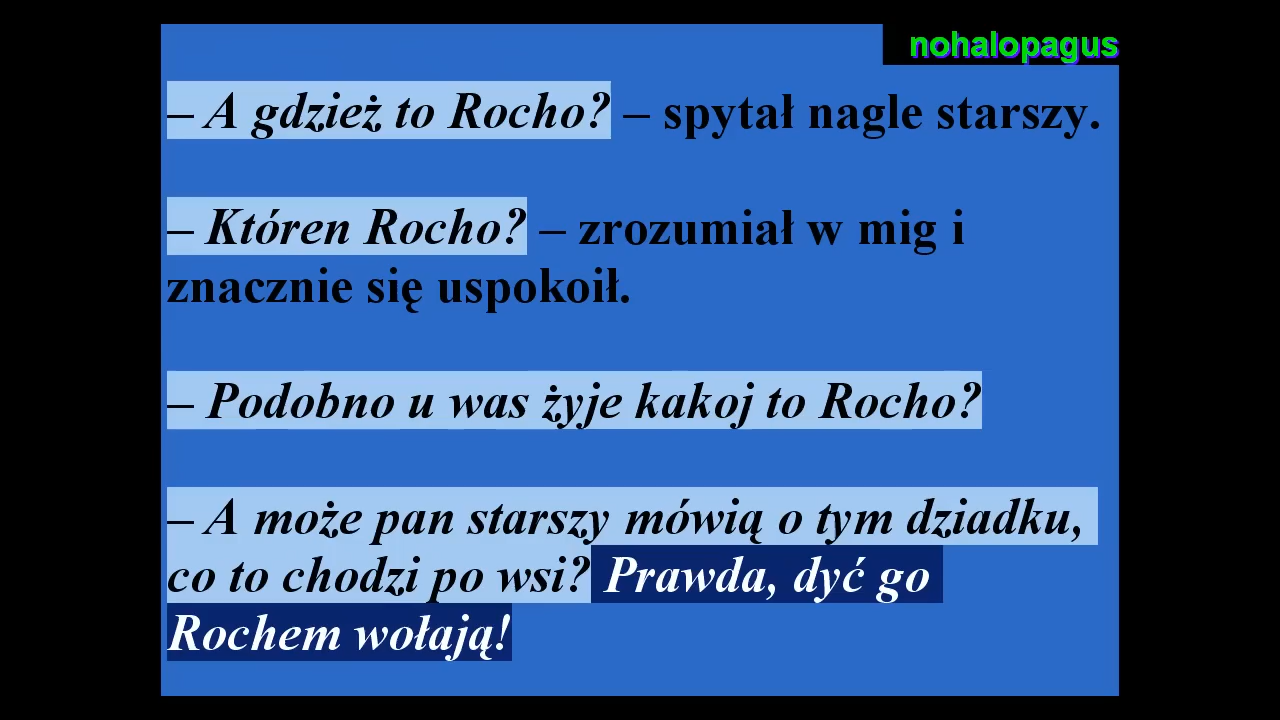 nohalopagus
– A gdzież to Rocho? – spytał nagle starszy.
– Któren Rocho? – zrozumiał w mig i
znacznie się uspokoił.
– Podobno u was żyje kakoj to Rocho?
– A może pan starszy mówią o tym dziadku,
co to chodzi po wsi? Prawda, dyć go
Rochem wołają!